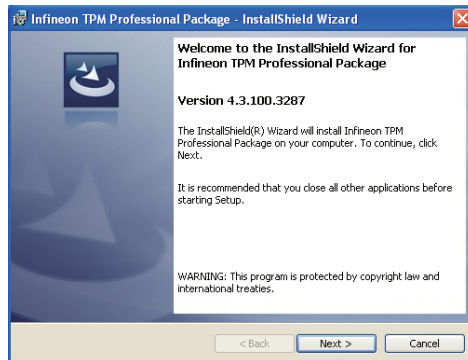 Infineon TPM Professional Package - InstallShield Wizard
Welcome to the InstallShield Wizard for
Infineon TPM Professional Package
Version 4.3.100.3287
The InstallShield(R) Wizard will install Infineon TPM
Professional Package on your computer. To continue, click
Next.
It is recommended that you close all other applications before
starting Setup.
WARNING: This program is protected by copyright law and
international treaties.
< Back Next > Cancel